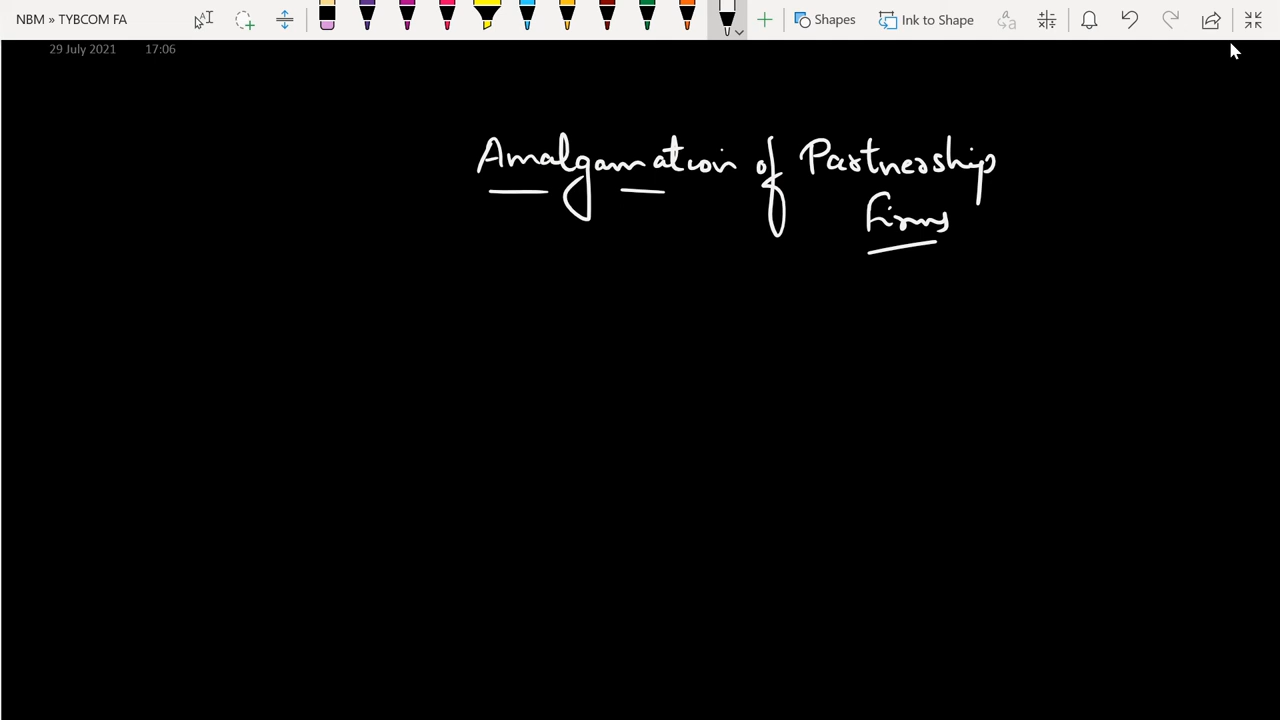 NBM » TYBCOM FA
Shapes
Ink to Shape
29 July 2021 17:06
Amalgamation of Partnership
firms